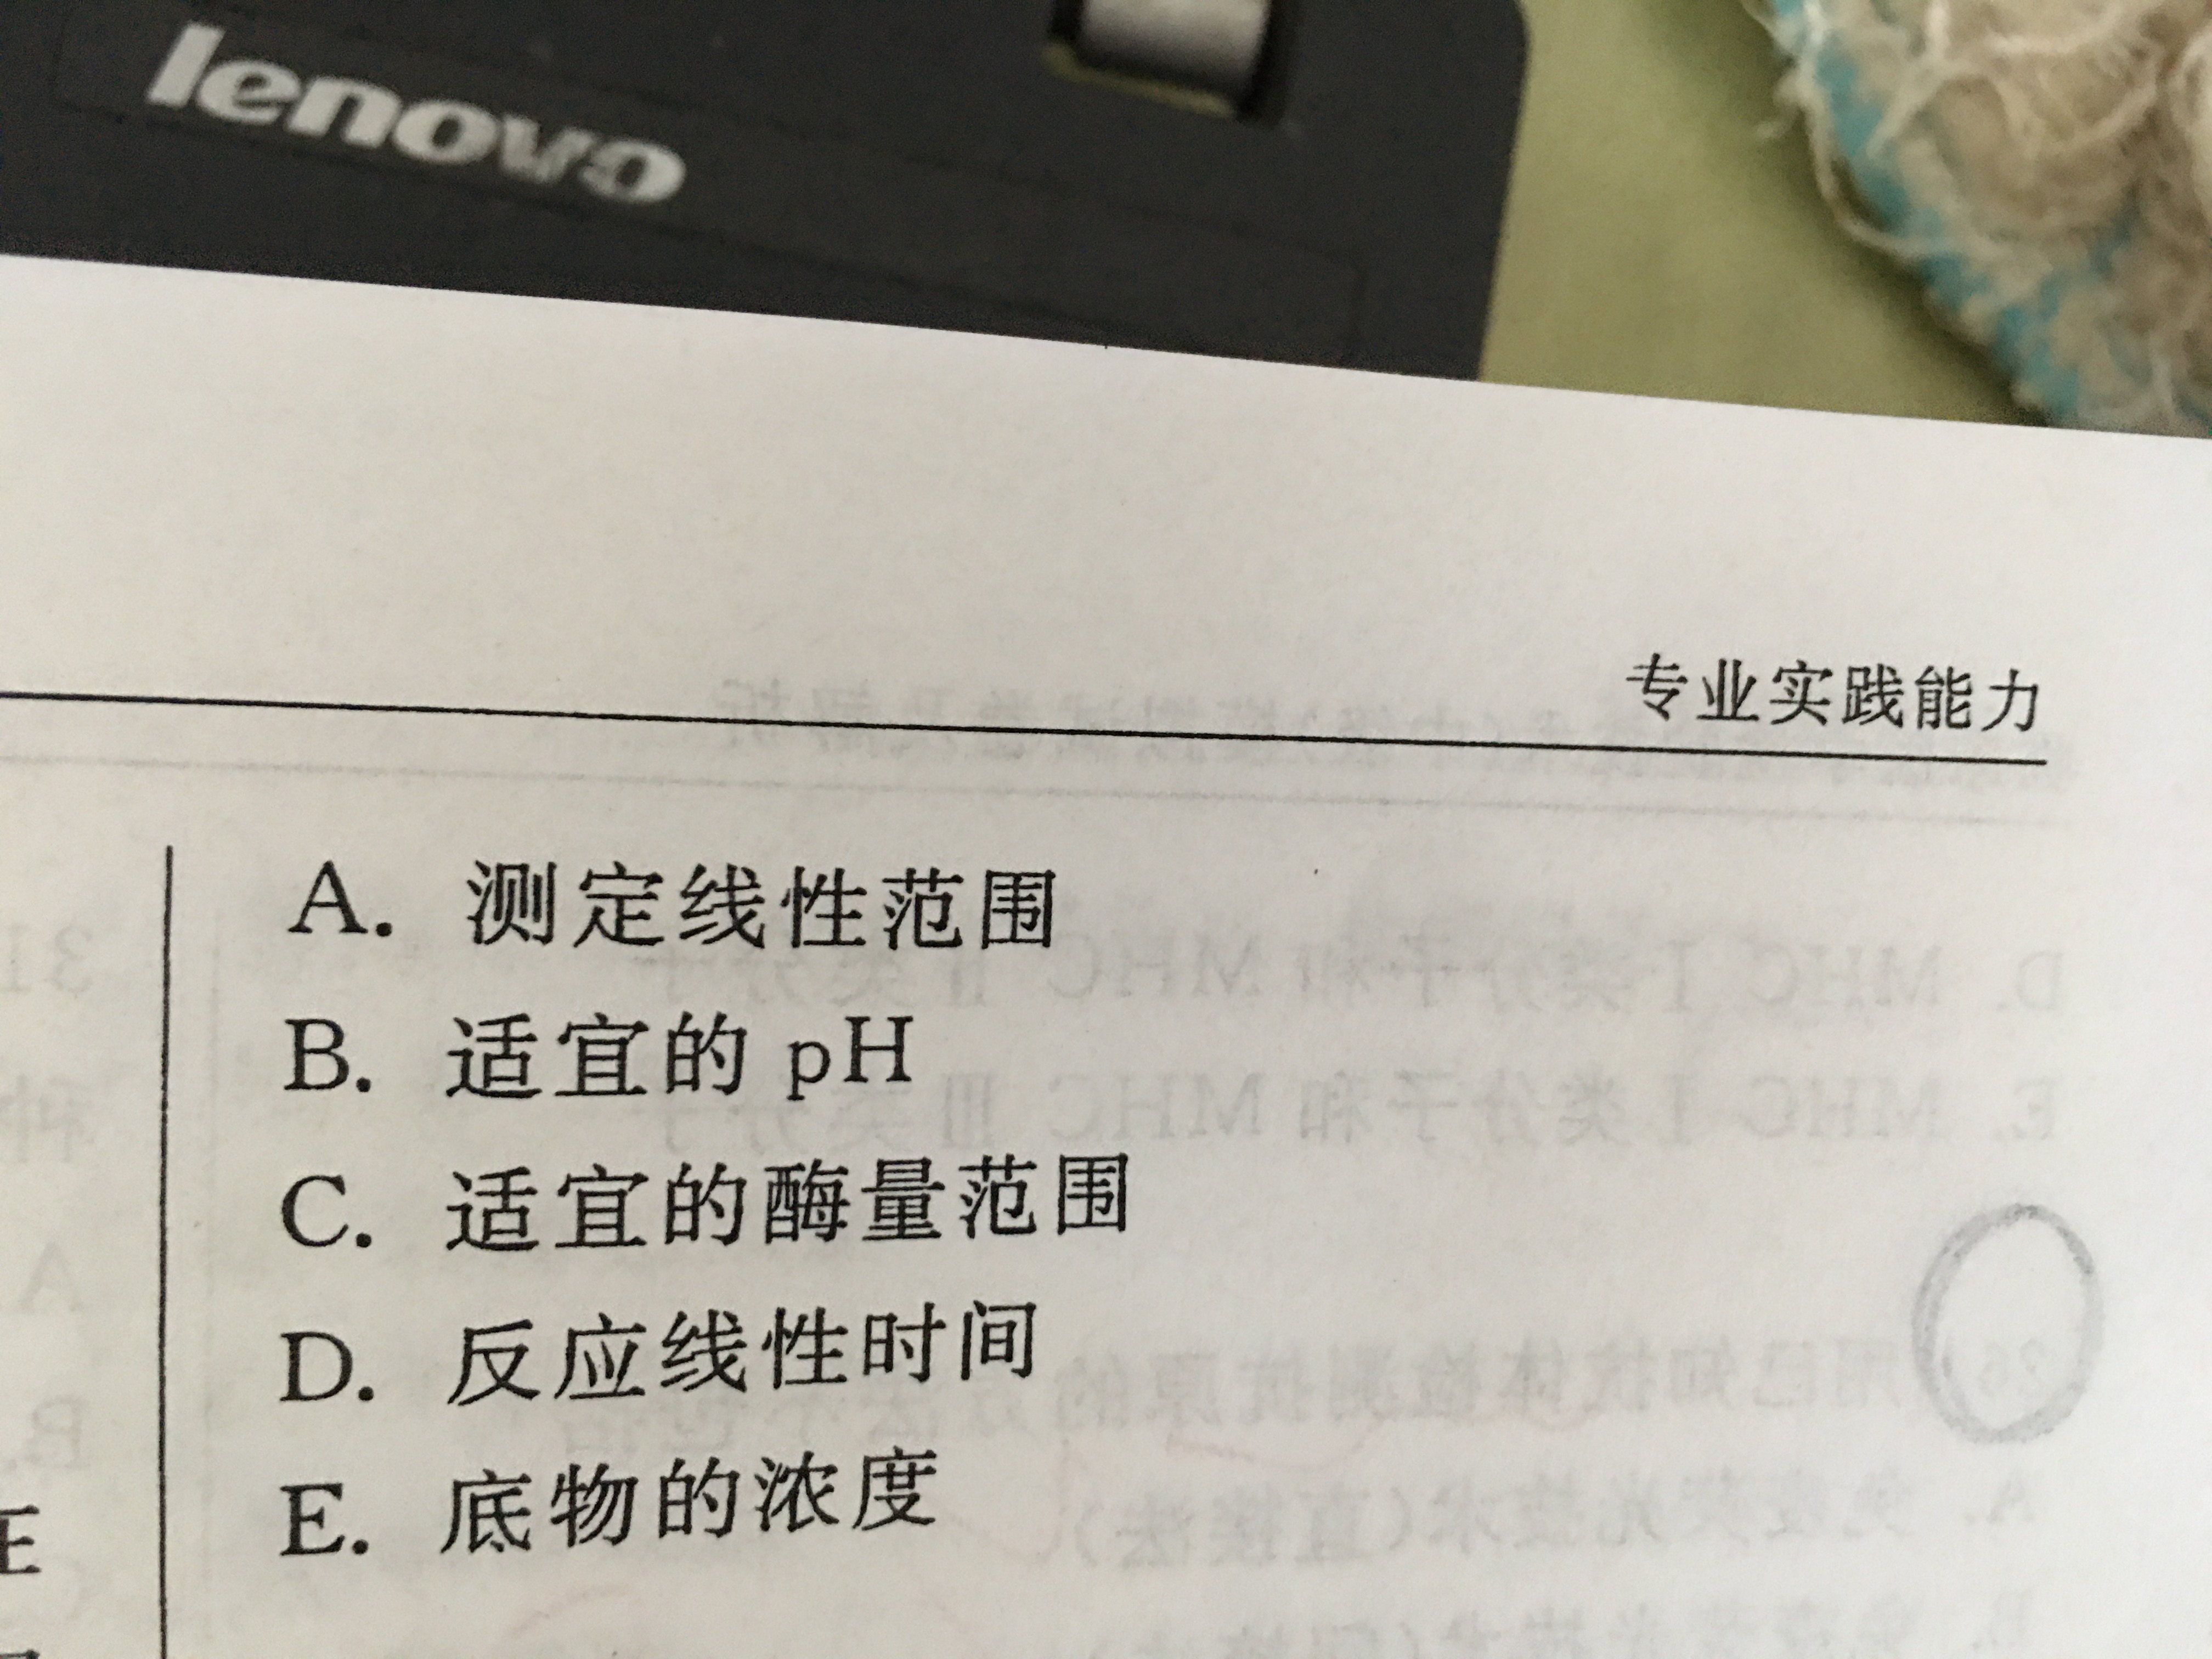 专业实践能力
A. 测定线性范围
B. 适宜的 pH
C. 适宜的酶量范围
D. 反应线性时间
E. 底物的浓度
lenovo